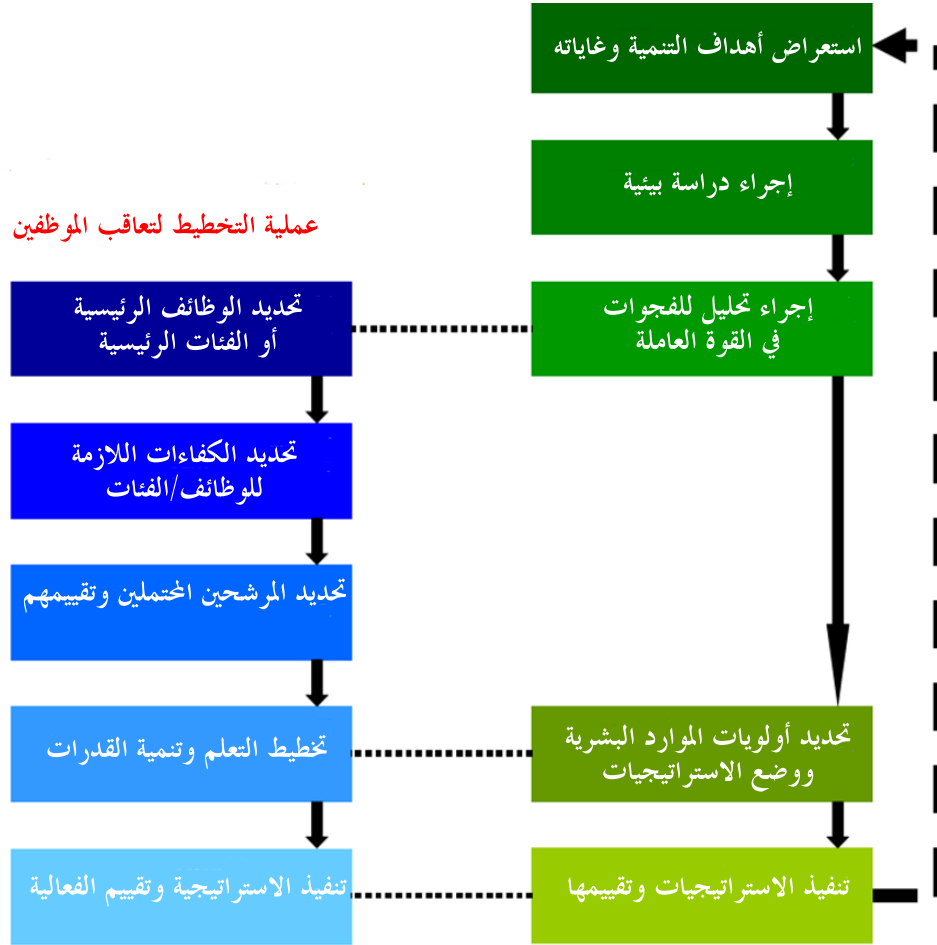 استعراض أهداف التنمية وغاياته
إجراء دراسة بيئية
إجراء تحليل للفجوات
في القوة العاملة
تحديد أولويات الموارد البشرية
ووضع الاستراتيجيات
تنفيذ الاستراتيجيات وتقييمها
عملية التخطيط لتعاقب الموظفين
تحديد الوظائف الرئيسية
أو الفئات الرئيسية
تحديد الكفاءات اللازمة
للوظائف/الفئات
تحديد المرشحين المحتملين وتقييمهم
تخطيط التعلم وتنمية القدرات
تنفيذ الاستراتيجية وتقييم الفعالية